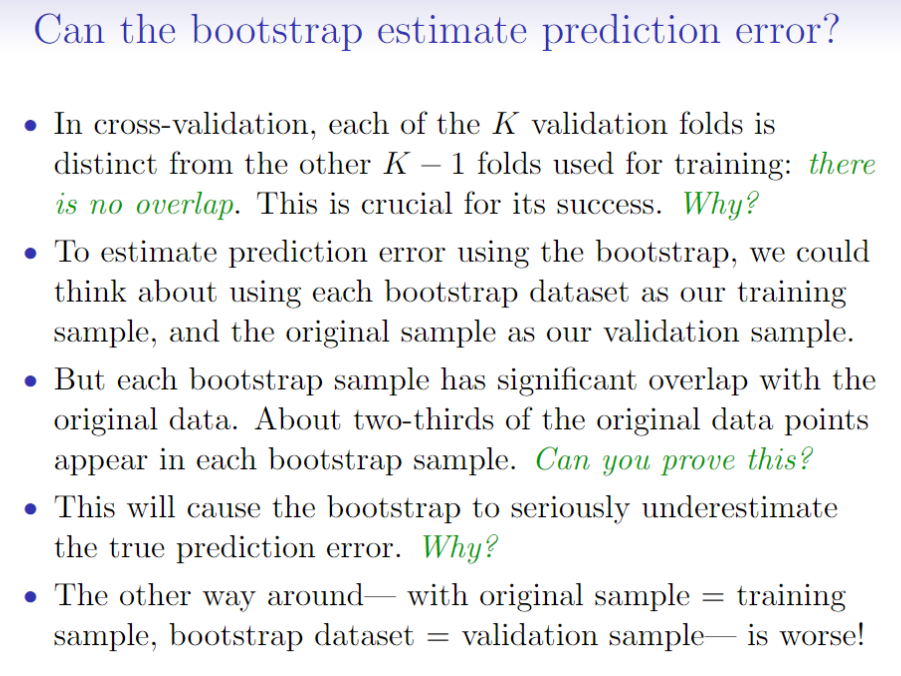 Can the bootstrap estimate prediction error?
• In cross-validation, each of the K validation folds is
distinct from the other K − 1 folds used for training: there
is no overlap. This is crucial for its success. Why?
• To estimate prediction error using the bootstrap, we could
think about using each bootstrap dataset as our training
sample, and the original sample as our validation sample.
• But each bootstrap sample has significant overlap with the
original data. About two-thirds of the original data points
appear in each bootstrap sample. Can you prove this?
• This will cause the bootstrap to seriously underestimate
the true prediction error. Why?
• The other way around— with original sample = training
sample, bootstrap dataset = validation sample— is worse!